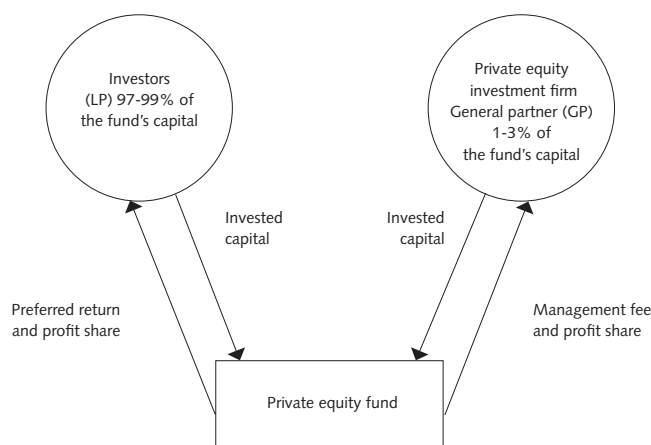 Investors
(LP) 97-99% of
the fund's capital
Private equity
investment firm
General partner (GP)
1-3% of
the fund's capital
Invested
capital
Invested
capital
Preferred return
and profit share
Management fee
and profit share
Private equity fund